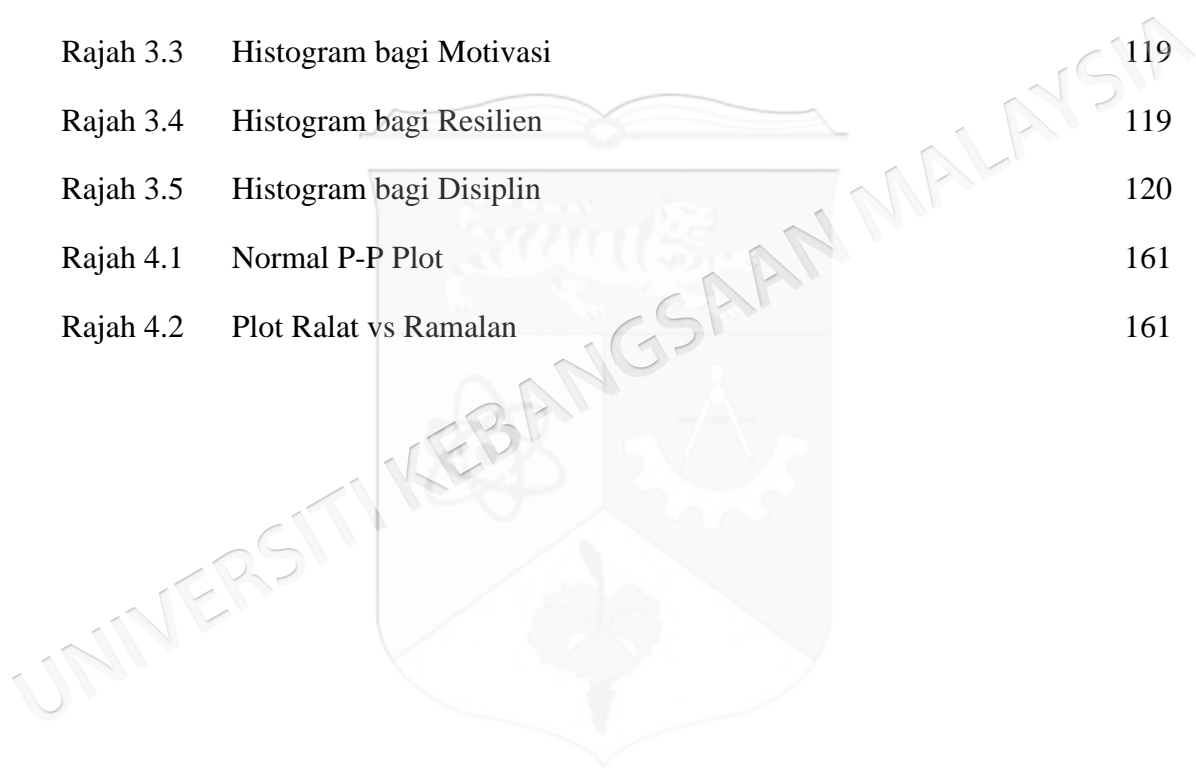 Rajah 3.3 Histogram bagi Motivasi 119
Rajah 3.4 Histogram bagi Resilien 119
Rajah 3.5 Histogram bagi Disiplin 120
Rajah 4.1 Normal P-P Plot 161
Rajah 4.2 Plot Ralat vs Ramalan 161
UNIVERSITI KEBANGSAAN MALAYSIA